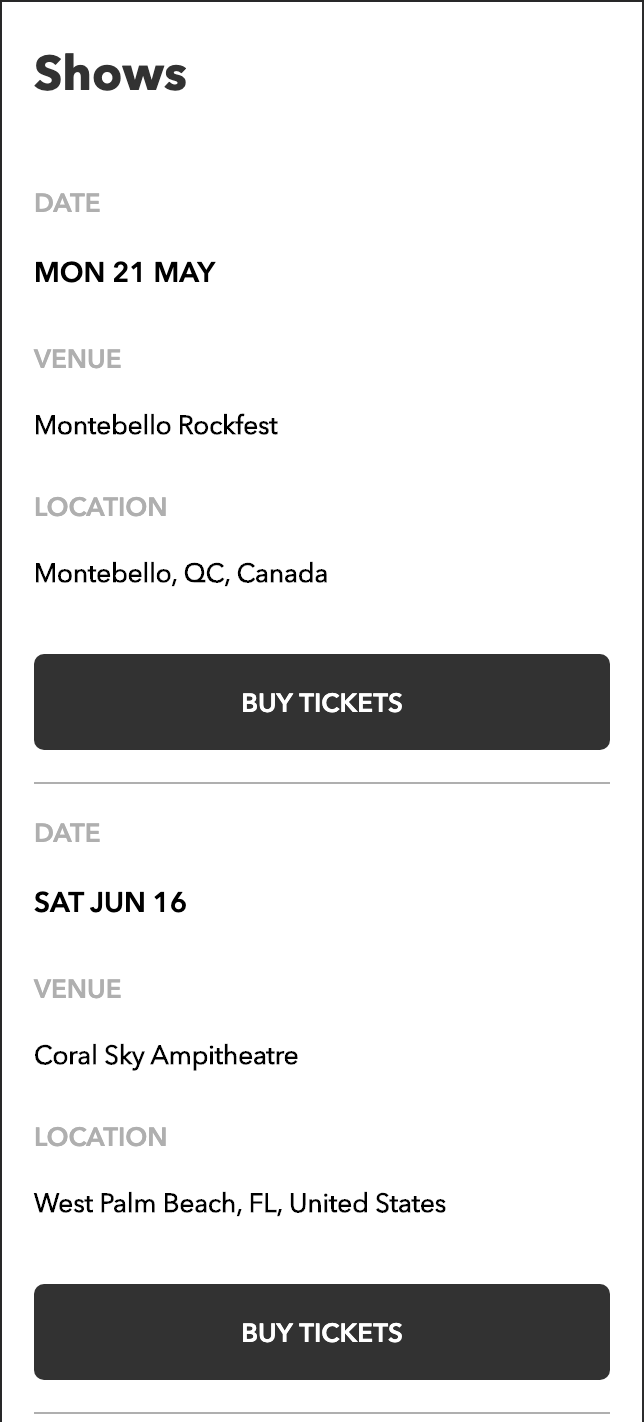 Shows
DATE
MON 21 MAY
VENUE
Montebello Rockfest
LOCATION
Montebello, QC, Canada
BUY TICKETS
DATE
SAT JUN 16
VENUE
Coral Sky Ampitheatre
LOCATION
West Palm Beach, FL, United States
BUY TICKETS